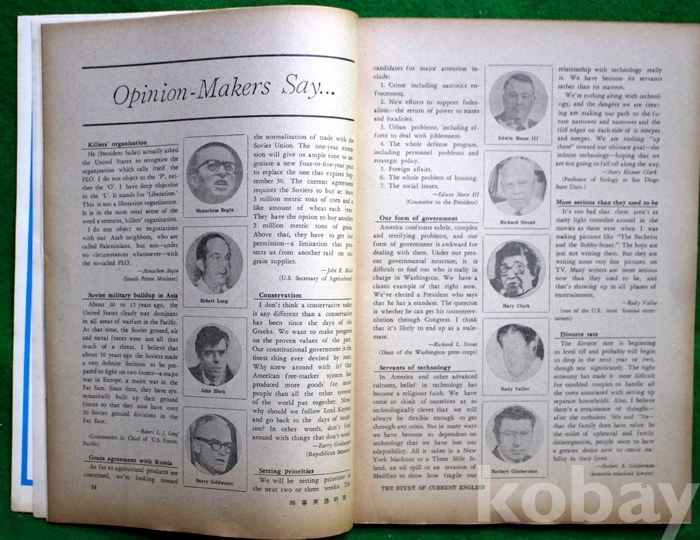 Opinion-Makers Say...
Killers' organisation
He (President Sadat) actually asked
the United States to recognize the
organization which calls itself the
PLO. I do not object to the 'P', nei-
ther the 'O'. I have deep objection
to the 'L'. It stands for 'Liberation.'
This is not a liberation organization.
It is in the most total sense of the
word a terrorist, killers' organization.
I do not object to negotiations
with our Arab neighbors, who are
called Palestinians, but not—under
no circumstances whatsoever—with
the so-called PLO.
—Menachem Begin
(Israeli Prime Minister)
Soviet military buildup in Asia
About 10 to 15 years ago, the
United States clearly was dominant
in all areas of warfare in the Pacific.
At that time, the Soviet ground, air
and naval forces were not all that
much of a threat. I believe that
about 10 years ago the Soviets made
a very definite decision to be pre-
pared to fight on two fronts—a major
war in Europe, a major war in the
Far East. Since then, they have sys-
tematically built up their ground
forces so that they now have over
50 Soviet ground divisions in the
Far East.
—Robert L. J. Long
(Commander in Chief of U.S. Forces,
Pacific)
Grain agreement with Russia
As far as agricultural products are
concerned, we're looking toward
38
Menachem Begin
Robert Long
John Block
Barry Goldwater
the normalization of trade with the
Soviet Union. The one-year exten-
sion will give us ample time to ne-
gotiate a new four-or-five-year pact
to replace the one that expires Sep-
tember 30. The current agreement
requires the Soviets to buy at least
3 million metric tons of corn and a
like amount of wheat each year.
They have the option to buy another
2 million metric tons of grain.
Above that, they have to get our
permission—a limitation that pro-
tects us from another raid on our
grain supplies.
—John R. Block
(U.S. Secretary of Agriculture)
Conservatism
I don't think a conservative today
is any different than a conservative
has been since the days of the
Greeks. We want to make progress
on the proven values of the past.
Our constitutional government is the
finest thing ever devised by man.
Why screw around with it? Our
American free-market system has
produced more goods for more
people than all the other systems
of the world put together. Now
why should we follow Lord Keynes
and go back to the days of social-
ism? In other words, don't fool
around with things that don't work.
—Barry Goldwater
(Republican Senator)
Setting Priorities
We will be setting priorities in
the next two or three weeks. The
時事英語研究
candidates for major attention in-
clude:
1. Crime including narcotics en-
forcement.
2. New efforts to support feder-
alism—the return of power to states
and localities.
3. Urban problems, including ef-
forts to deal with joblessness.
4. The whole defense program,
including personnel problems and
strategic policy.
5. Foreign affairs.
6. The whole problem of housing.
7. The social issues.
—Edwin Meese III
(Counselor to the President)
Our form of government
America confronts subtle, complex
and terrifying problems, and our
form of government is awkward for
dealing with them. Under our pres-
ent governmental structure, it is
difficult to find out who is really in
charge in Washington. We have a
classic example of that right now.
We've elected a President who says
that he has a mandate. The question
is whether he can get his counterrevo-
lution through Congress. I think
that it's likely to end up as a stale-
mate.
—Richard L. Strout
(Dean of the Washington press corps)
Servants of technology
In America and other advanced
cultures, belief in technology has
become a religious faith. We have
come to think of ourselves as so
technologically clever that we will
always be flexible enough to get
through any crisis. But in many ways
we have become so dependent on
technology that we have lost our
adaptability. All it takes is a New
York blackout or a Three Mile Is-
land, an oil spill or an invasion of
Medflies to show how fragile our
THE STUDY OF CURRENT ENGLISH
Edwin Meese III
Richard Strout
Mary Clark
Rudy Vallee
Herbert Glieberman
relationship with technology really
is. We have become its servants
rather than its masters.
We're rushing along with technol-
ogy, and the dangers we are creat-
ing are making our path to the fu-
ture narrower and narrower and the
cliff edges on each side of it steeper
and steeper. We are rushing "up
there" toward our ultimate goal—the
infinite technology—hoping that we
are not going to fall off along the way.
—Mary Eleanor Clark
(Professor of biology at San Diego
State Univ.)
More serious than they used to be
It's too bad that there aren't as
many light comedies around in the
movies as there were when I was
making pictures like "The Bachelor
and the Bobby-Soxer." The boys are
just not writing them. But they are
writing some very fine pictures on
TV. Many writers are more serious
now than they used to be, and
that's showing up in all phases of
entertainment.
—Rudy Vallee
(one of the U.S. most famous enter-
tainers)
Divorce rate
The divorce rate is beginning
to level off and probably will begin
to drop in the next year or two,
though not significantly. The tight
economy has made it more difficult
for troubled couples to handle all
the costs associated with setting up
separate households. Also, I believe
there's a renaissance of thought—
after the turbulent '60s and '70s—
that the family does have value. In
the midst of upheaval and family
disintegration, people seem to have
a greater desire now to create sta-
bility in their lives.
—Herbert A. Glieberman
(domestic-relations lawyer)
kobay